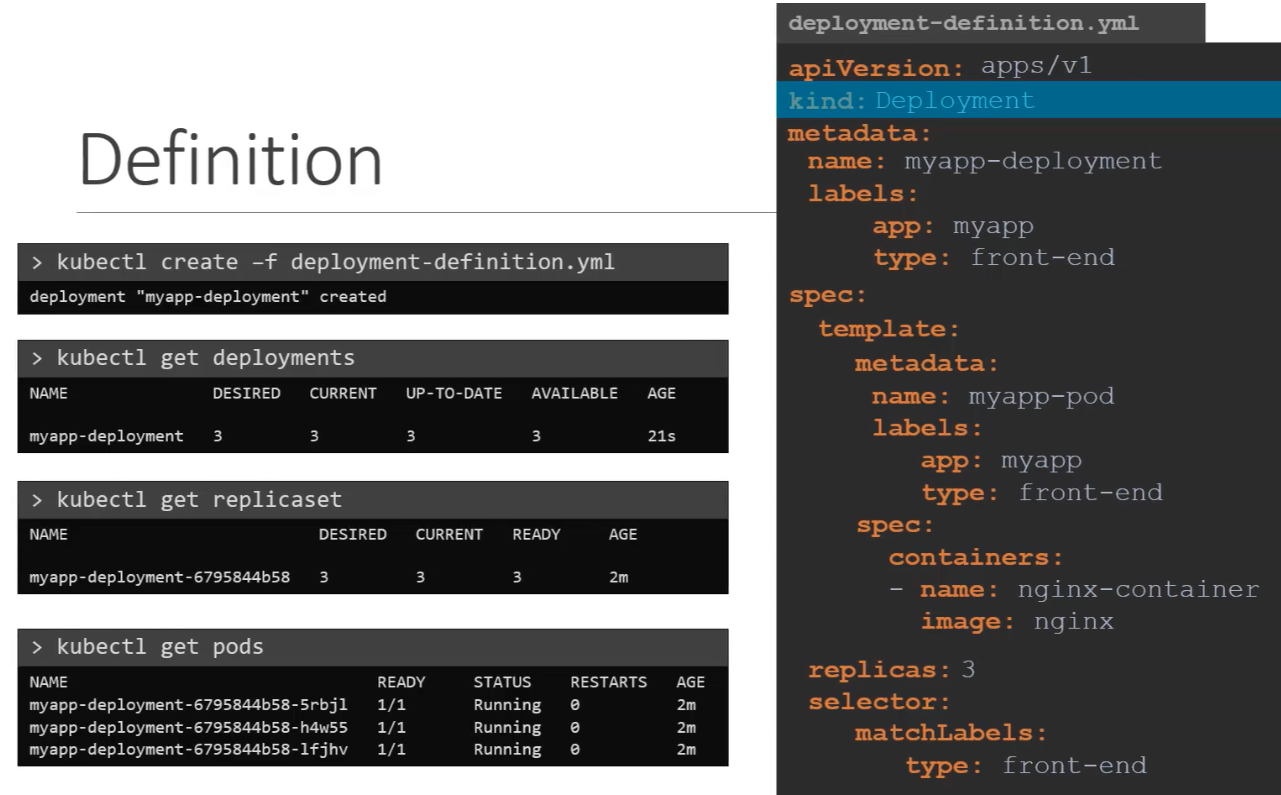 Definition
> kubectl create –f deployment-definition.yml
deployment "myapp-deployment" created
> kubectl get deployments
NAME DESIRED CURRENT UP-TO-DATE AVAILABLE AGE
myapp-deployment 3 3 3 3 21s
> kubectl get replicaset
NAME DESIRED CURRENT READY AGE
myapp-deployment-6795844b58 3 3 3 2m
> kubectl get pods
NAME READY STATUS RESTARTS AGE
myapp-deployment-6795844b58-5rbjl 1/1 Running 0 2m
myapp-deployment-6795844b58-h4w55 1/1 Running 0 2m
myapp-deployment-6795844b58-lfjhv 1/1 Running 0 2m
deployment-definition.yml
apiVersion: apps/v1
kind: Deployment
metadata:
name: myapp-deployment
labels:
app: myapp
type: front-end
spec:
template:
metadata:
name: myapp-pod
labels:
app: myapp
type: front-end
spec:
containers:
- name: nginx-container
image: nginx
replicas: 3
selector:
matchLabels:
type: front-end